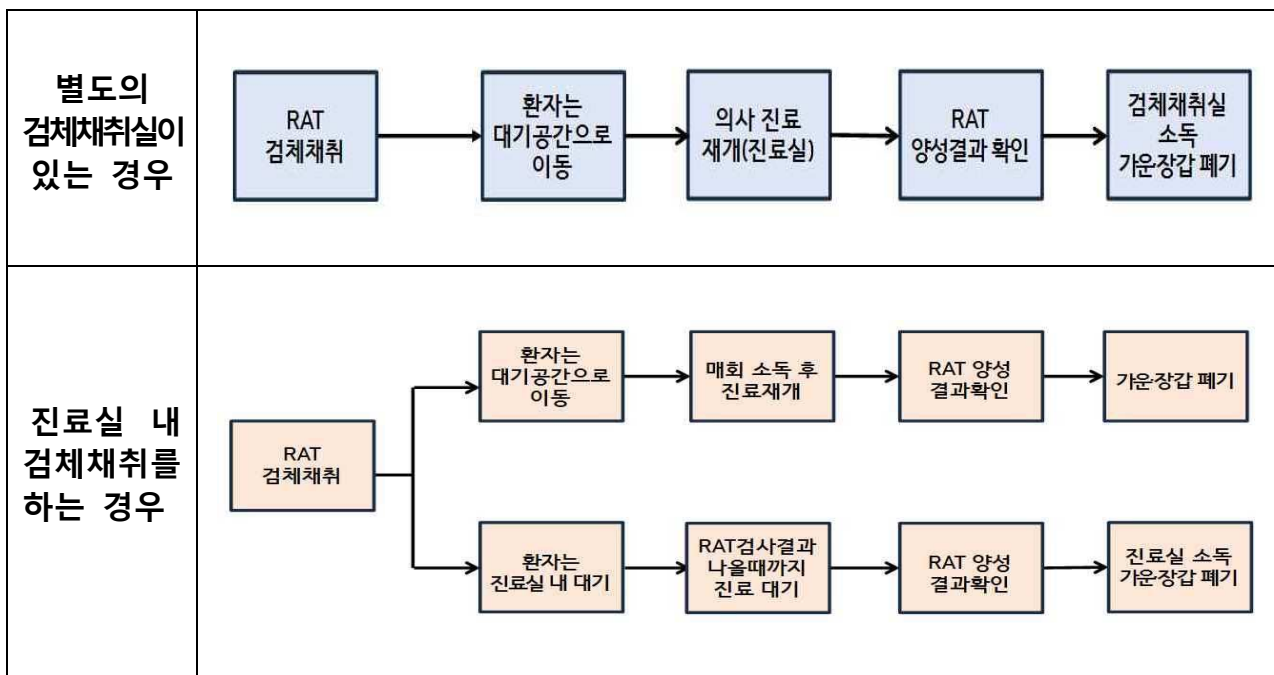 별도의
검체채취실이
있는 경우
RAT
검체채취
환자는
대기공간으로
이동
의사 진료
재개(진료실)
RAT
양성결과 확인
검체채취실
소독
가운·장갑 폐기
진료실 내
검체채취를
하는 경우
RAT
검체채취
환자는
대기공간으로
이동
매회 소독 후
진료재개
RAT 양성
결과확인
가운·장갑 폐기
환자는
진료실 내 대기
RAT검사결과
나올때까지
진료 대기
RAT 양성
결과확인
진료실 소독
가운·장갑 폐기